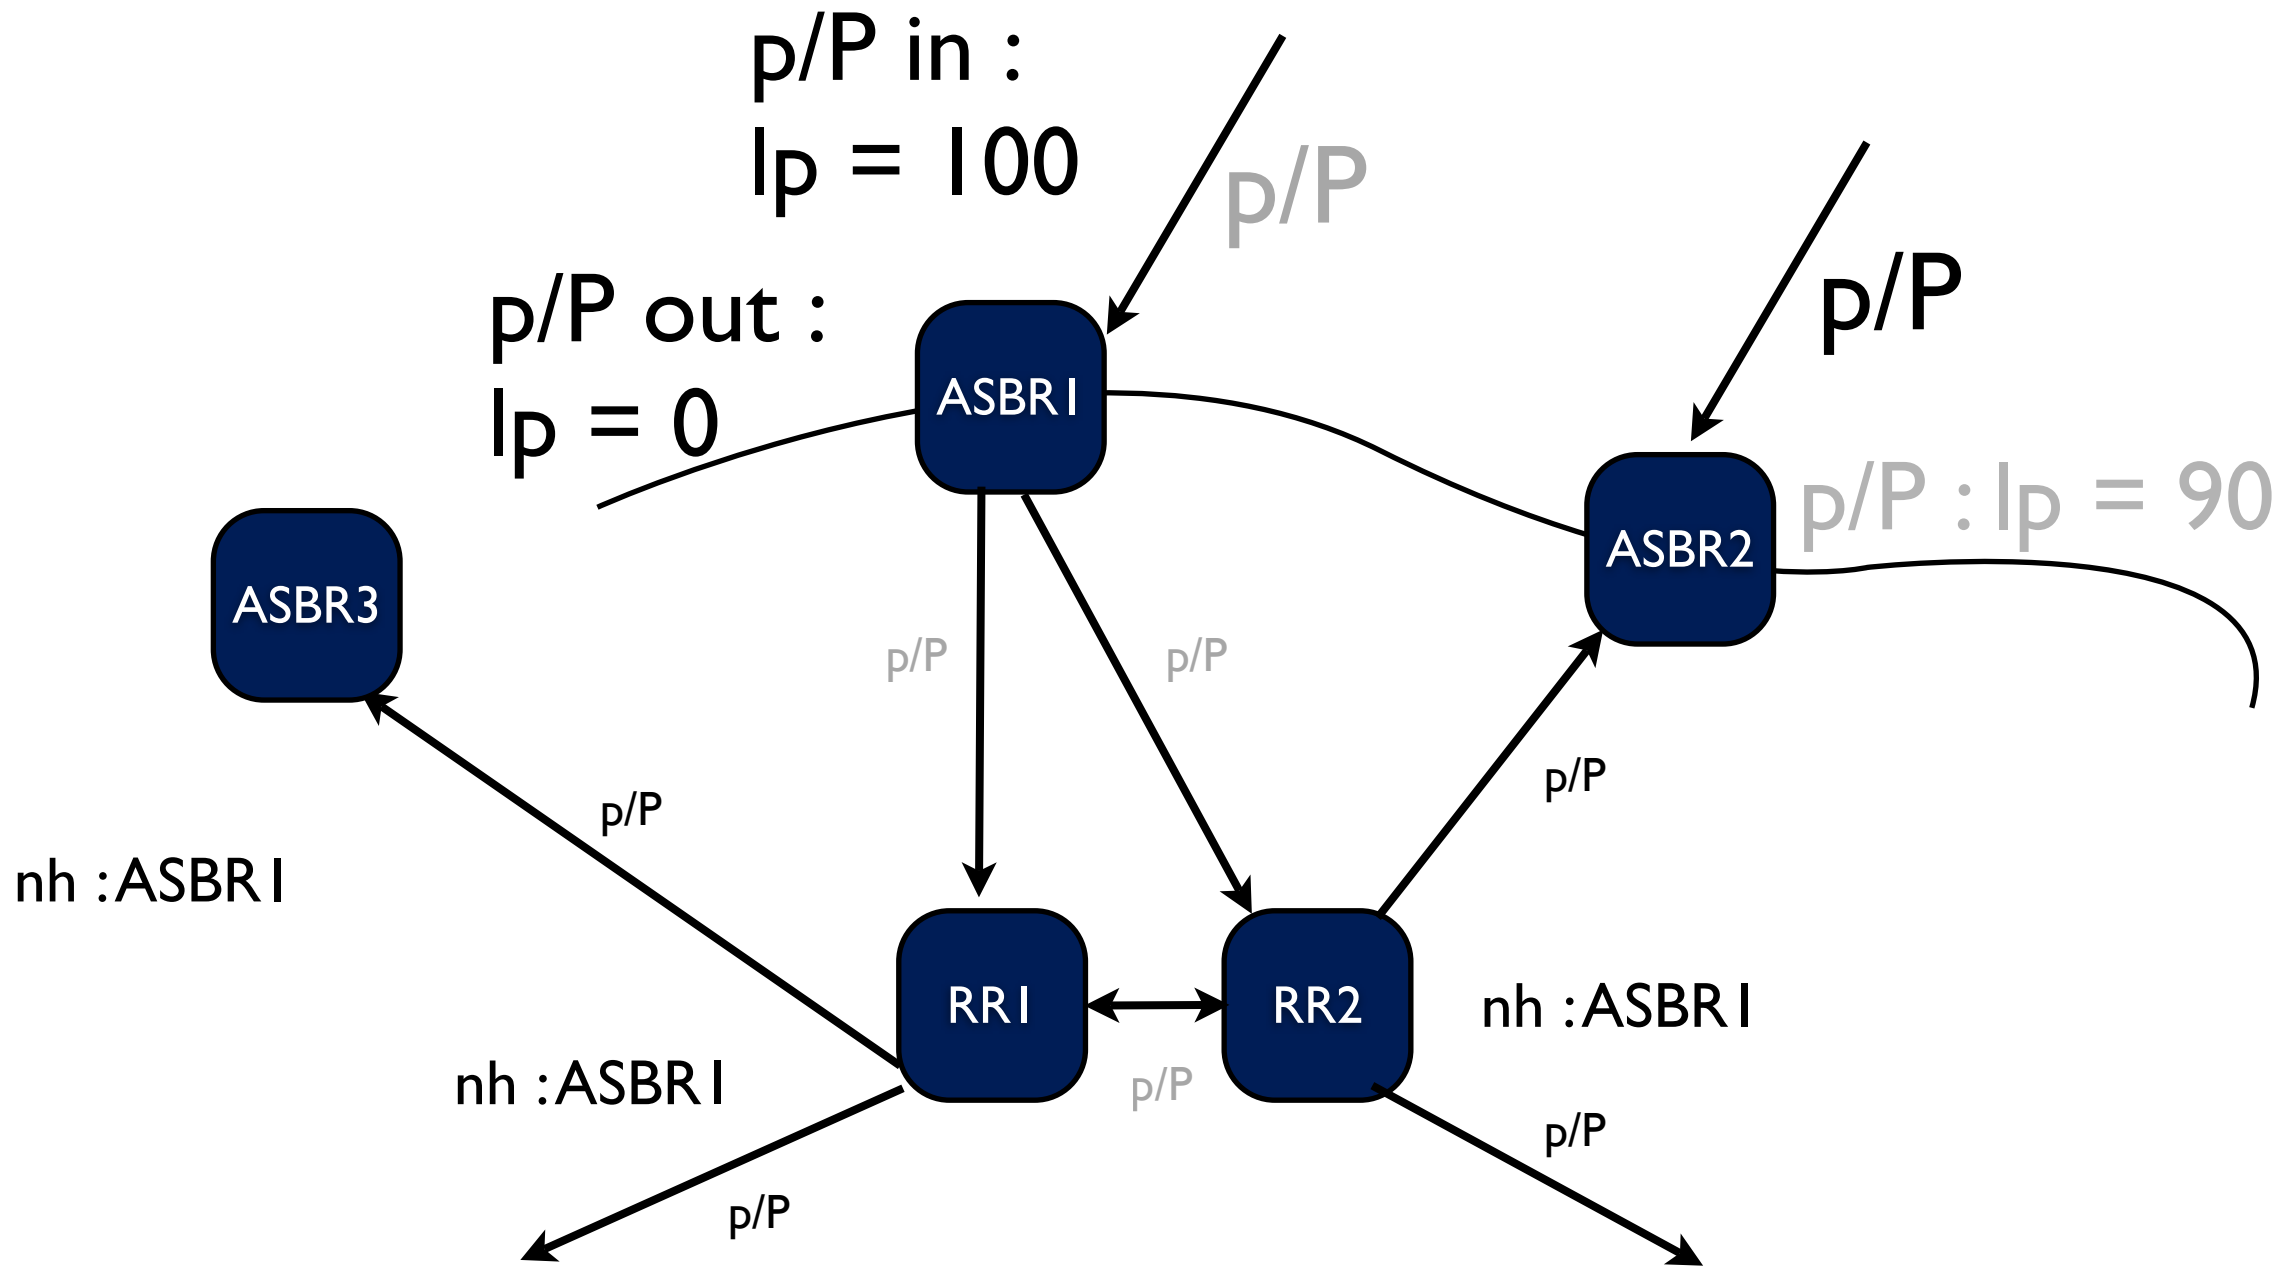 p/P in :
lp = 100
p/P
p/P out :
lp = 0
p/P
ASBR1
p/P : lp = 90
ASBR2
ASBR3
p/P
p/P
p/P
p/P
nh : ASBR1
RR1
RR2
nh : ASBR1
nh : ASBR1
p/P
p/P
p/P